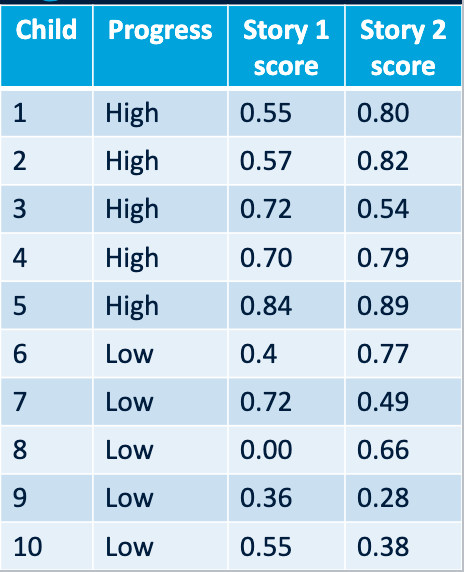 Child Progress Story 1 score Story 2 score
1 High 0.55 0.80
2 High 0.57 0.82
3 High 0.72 0.54
4 High 0.70 0.79
5 High 0.84 0.89
6 Low 0.4 0.77
7 Low 0.72 0.49
8 Low 0.00 0.66
9 Low 0.36 0.28
10 Low 0.55 0.38